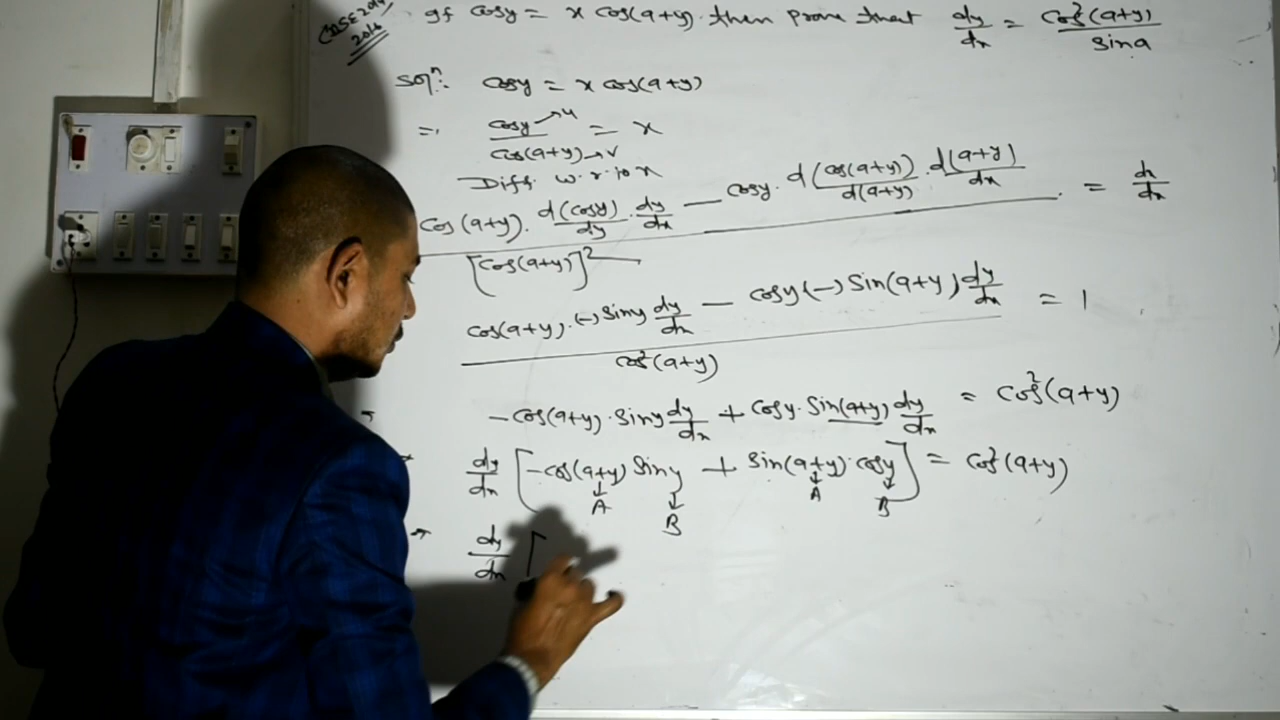 CBSE 2014
2014
If cosy = x cos(a+y) then prove that dy/dx = cos²(a+y)/sina
Solⁿ: cosy = x cos(a+y)
⇒ cosy→u / cos(a+y)→v = x
Diff. w.r.to x
cos(a+y). d(cosy)/dy . dy/dx — cosy. d(cos(a+y))/d(a+y) . d(a+y)/dx = dx/dx
[cos(a+y)]²
cos(a+y).(-) siny dy/dx — cosy(-) sin(a+y) dy/dx = 1
cos²(a+y)
-cos(a+y).siny dy/dx + cosy.sin(a+y) dy/dx = cos²(a+y)
dy/dx [-cos(a+y) siny + sin(a+y).cosy] = cos²(a+y)
↓ A ↓ B ↓ A ↓ B
⇒ dy/dx [